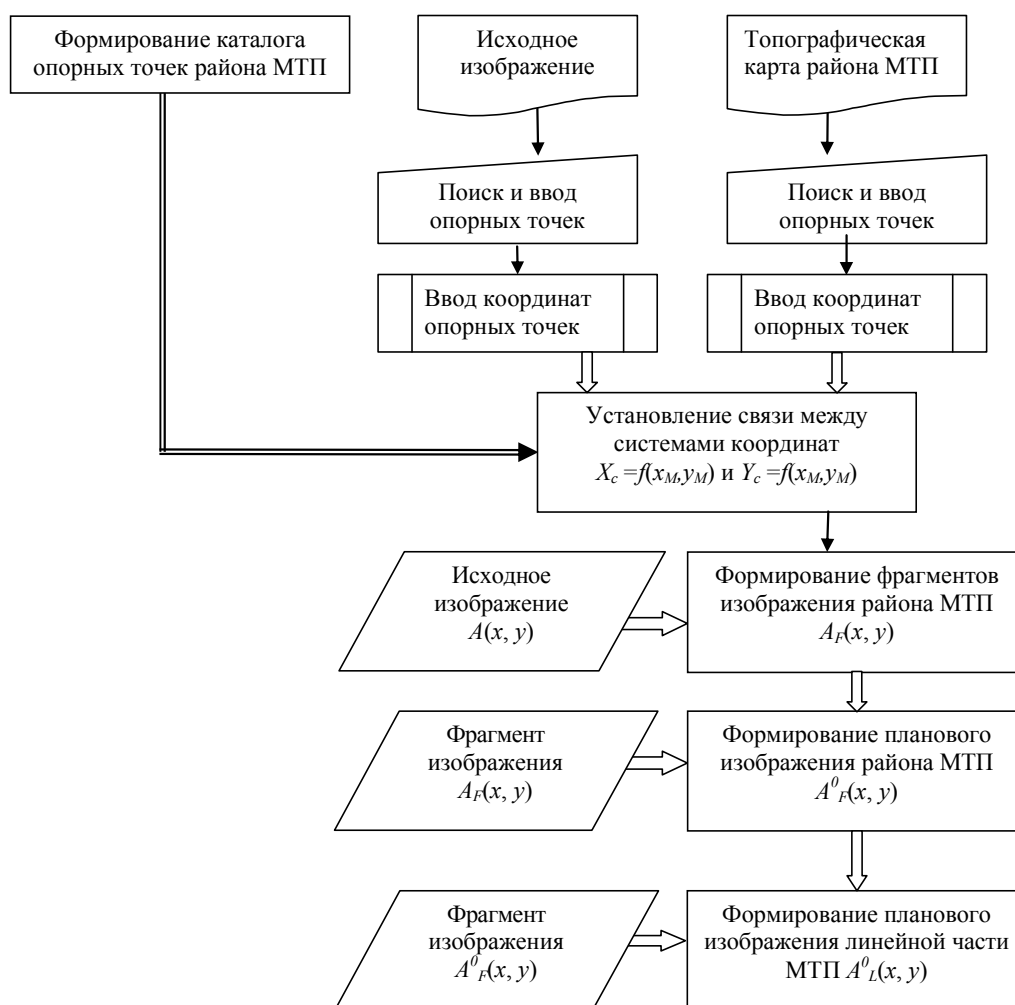 Формирование каталога
опорных точек района МТП
Исходное
изображение
Топографическая
карта района МТП
Поиск и ввод
опорных точек
Поиск и ввод
опорных точек
Ввод координат
опорных точек
Ввод координат
опорных точек
Установление связи между
системами координат
X_c =f(x_M,y_M) и Y_c =f(x_M,y_M)
Исходное
изображение
A(x, y)
Формирование фрагментов
изображения района МТП
A_F(x, y)
Фрагмент
изображения
A_F(x, y)
Формирование планового
изображения района МТП
A^0_F(x, y)
Фрагмент
изображения
A^0_F(x, y)
Формирование планового
изображения линейной части
МТП A^0_L(x, y)